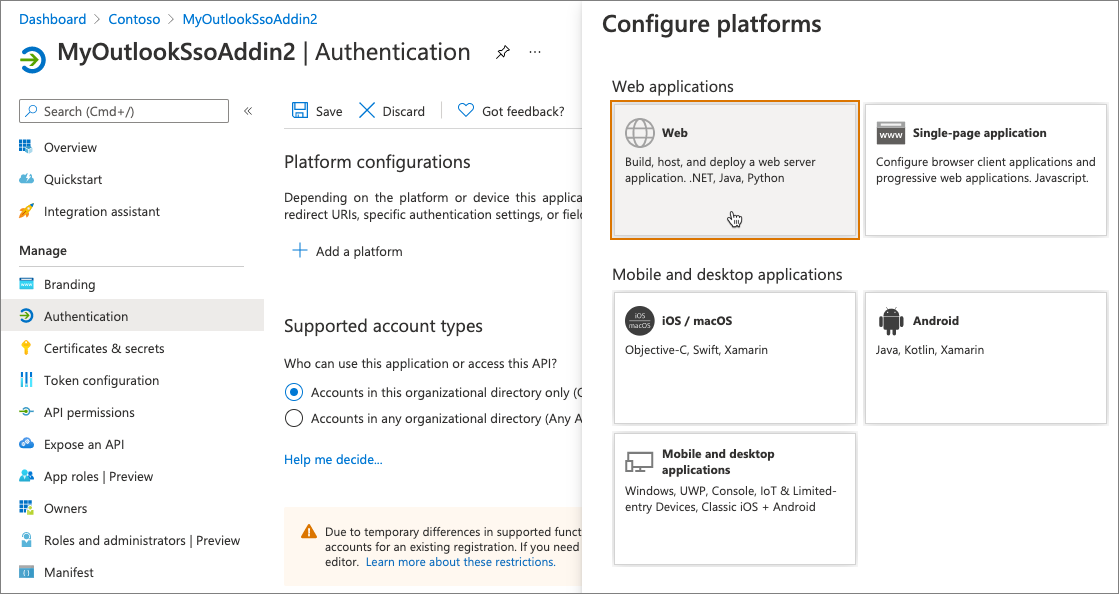 Dashboard > Contoso > MyOutlookSsoAddin2
MyOutlookSsoAddin2 | Authentication
Search (Cmd+/)
Overview
Quickstart
Integration assistant
Manage
Branding
Authentication
Certificates & secrets
Token configuration
API permissions
Expose an API
App roles | Preview
Owners
Roles and administrators | Preview
Manifest
Save Discard Got feedback?
Platform configurations
Depending on the platform or device this applica
redirect URIs, specific authentication settings, or field
Add a platform
Supported account types
Who can use this application or access this API?
Accounts in this organizational directory only (C
Accounts in any organizational directory (Any A
Help me decide...
Due to temporary differences in supported funct
accounts for an existing registration. If you need
editor. Learn more about these restrictions.
Configure platforms
Web applications
Web
Build, host, and deploy a web server
application. .NET, Java, Python
www
Single-page application
Configure browser client applications and
progressive web applications. Javascript.
Mobile and desktop applications
iOS
macOS
iOS / macOS
Objective-C, Swift, Xamarin
Android
Java, Kotlin, Xamarin
Mobile and desktop
applications
Windows, UWP, Console, IoT & Limited-
entry Devices, Classic iOS + Android